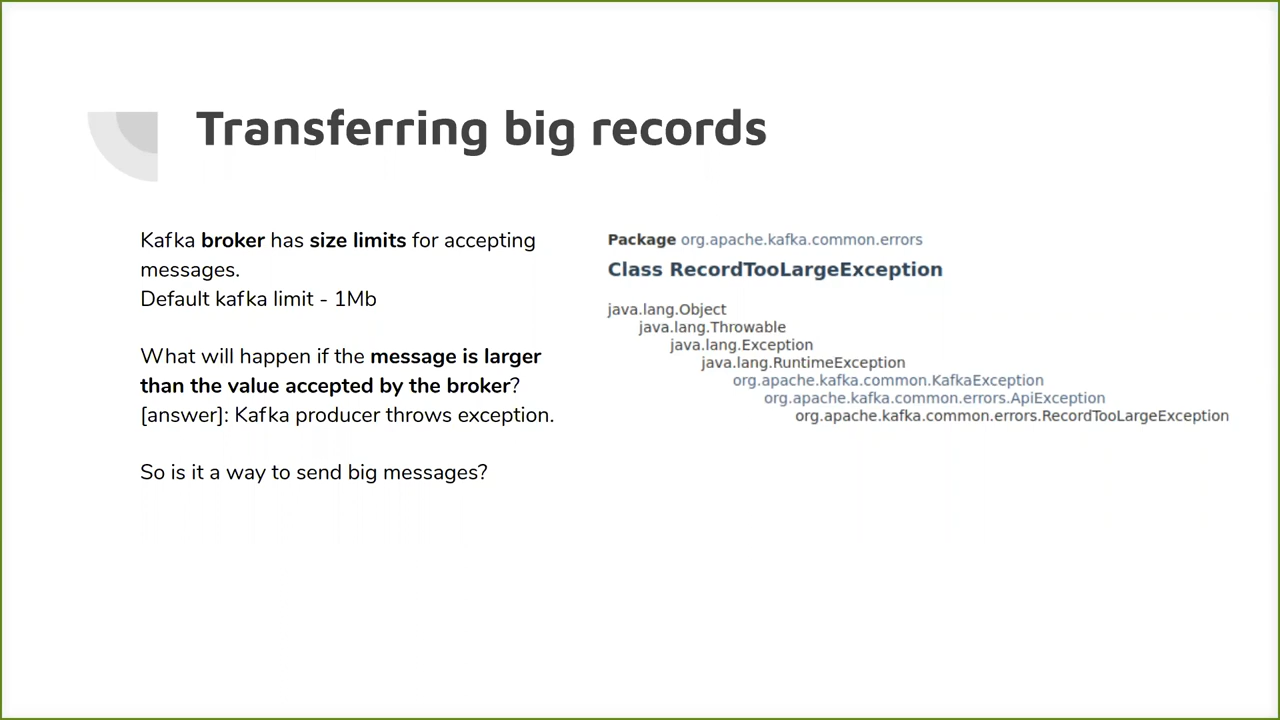 Transferring big records
Kafka broker has size limits for accepting
messages.
Default kafka limit - 1Mb
What will happen if the message is larger
than the value accepted by the broker?
[answer]: Kafka producer throws exception.
So is it a way to send big messages?
Package org.apache.kafka.common.errors
Class RecordTooLargeException
java.lang.Object
java.lang.Throwable
java.lang.Exception
java.lang.RuntimeException
org.apache.kafka.common.KafkaException
org.apache.kafka.common.errors.ApiException
org.apache.kafka.common.errors.RecordTooLargeException